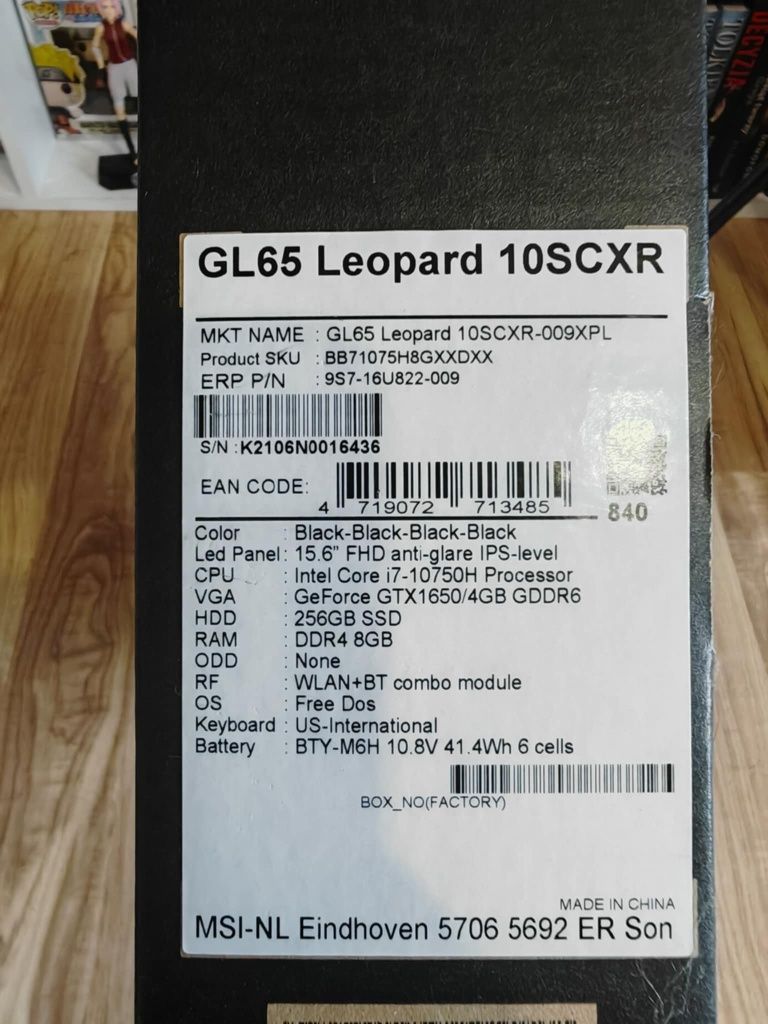 GL65 Leopard 10SCXR
MKT NAME : GL65 Leopard 10SCXR-009XPL
Product SKU : BB71075H8GXXDXX
ERP P/N : 9S7-16U822-009
S/N :K2106N0016436
EAN CODE:
4 719072 713485
840
Color : Black-Black-Black-Black
Led Panel : 15.6" FHD anti-glare IPS-level
CPU : Intel Core i7-10750H Processor
VGA : GeForce GTX1650/4GB GDDR6
HDD : 256GB SSD
RAM : DDR4 8GB
ODD : None
RF : WLAN+BT combo module
OS : Free Dos
Keyboard : US-International
Battery : BTY-M6H 10.8V 41.4Wh 6 cells
BOX_NO(FACTORY)
MADE IN CHINA
MSI-NL Eindhoven 5706 5692 ER Son